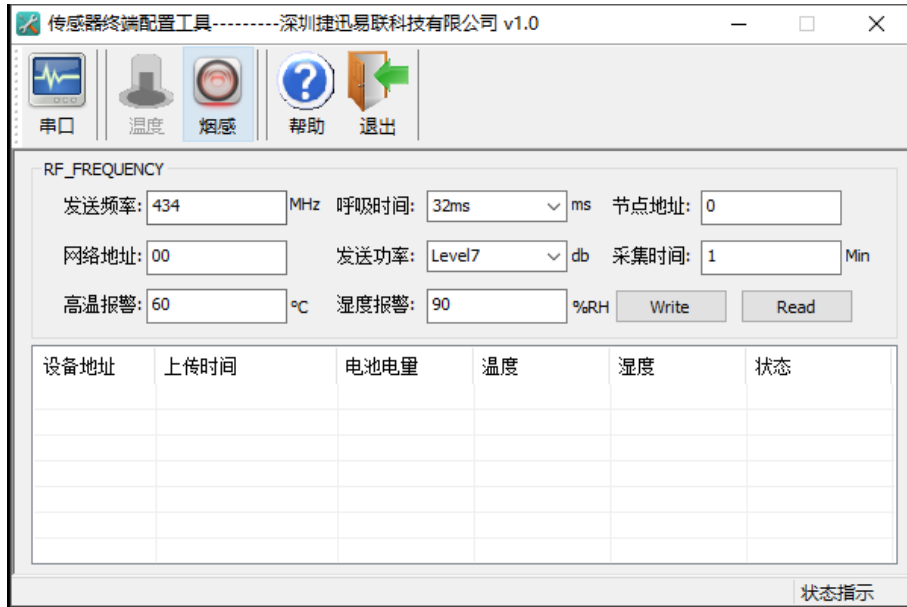 传感器终端配置工具---------深圳捷迅易联科技有限公司 v1.0
串口 温度 烟感 帮助 退出
RF_FREQUENCY
发送频率: 434 MHz 呼吸时间: 32ms ms 节点地址: 0
网络地址: 00 发送功率: Level7 db 采集时间: 1 Min
高温报警: 60 ℃ 湿度报警: 90 %RH Write Read
设备地址 上传时间 电池电量 温度 湿度 状态
状态指示